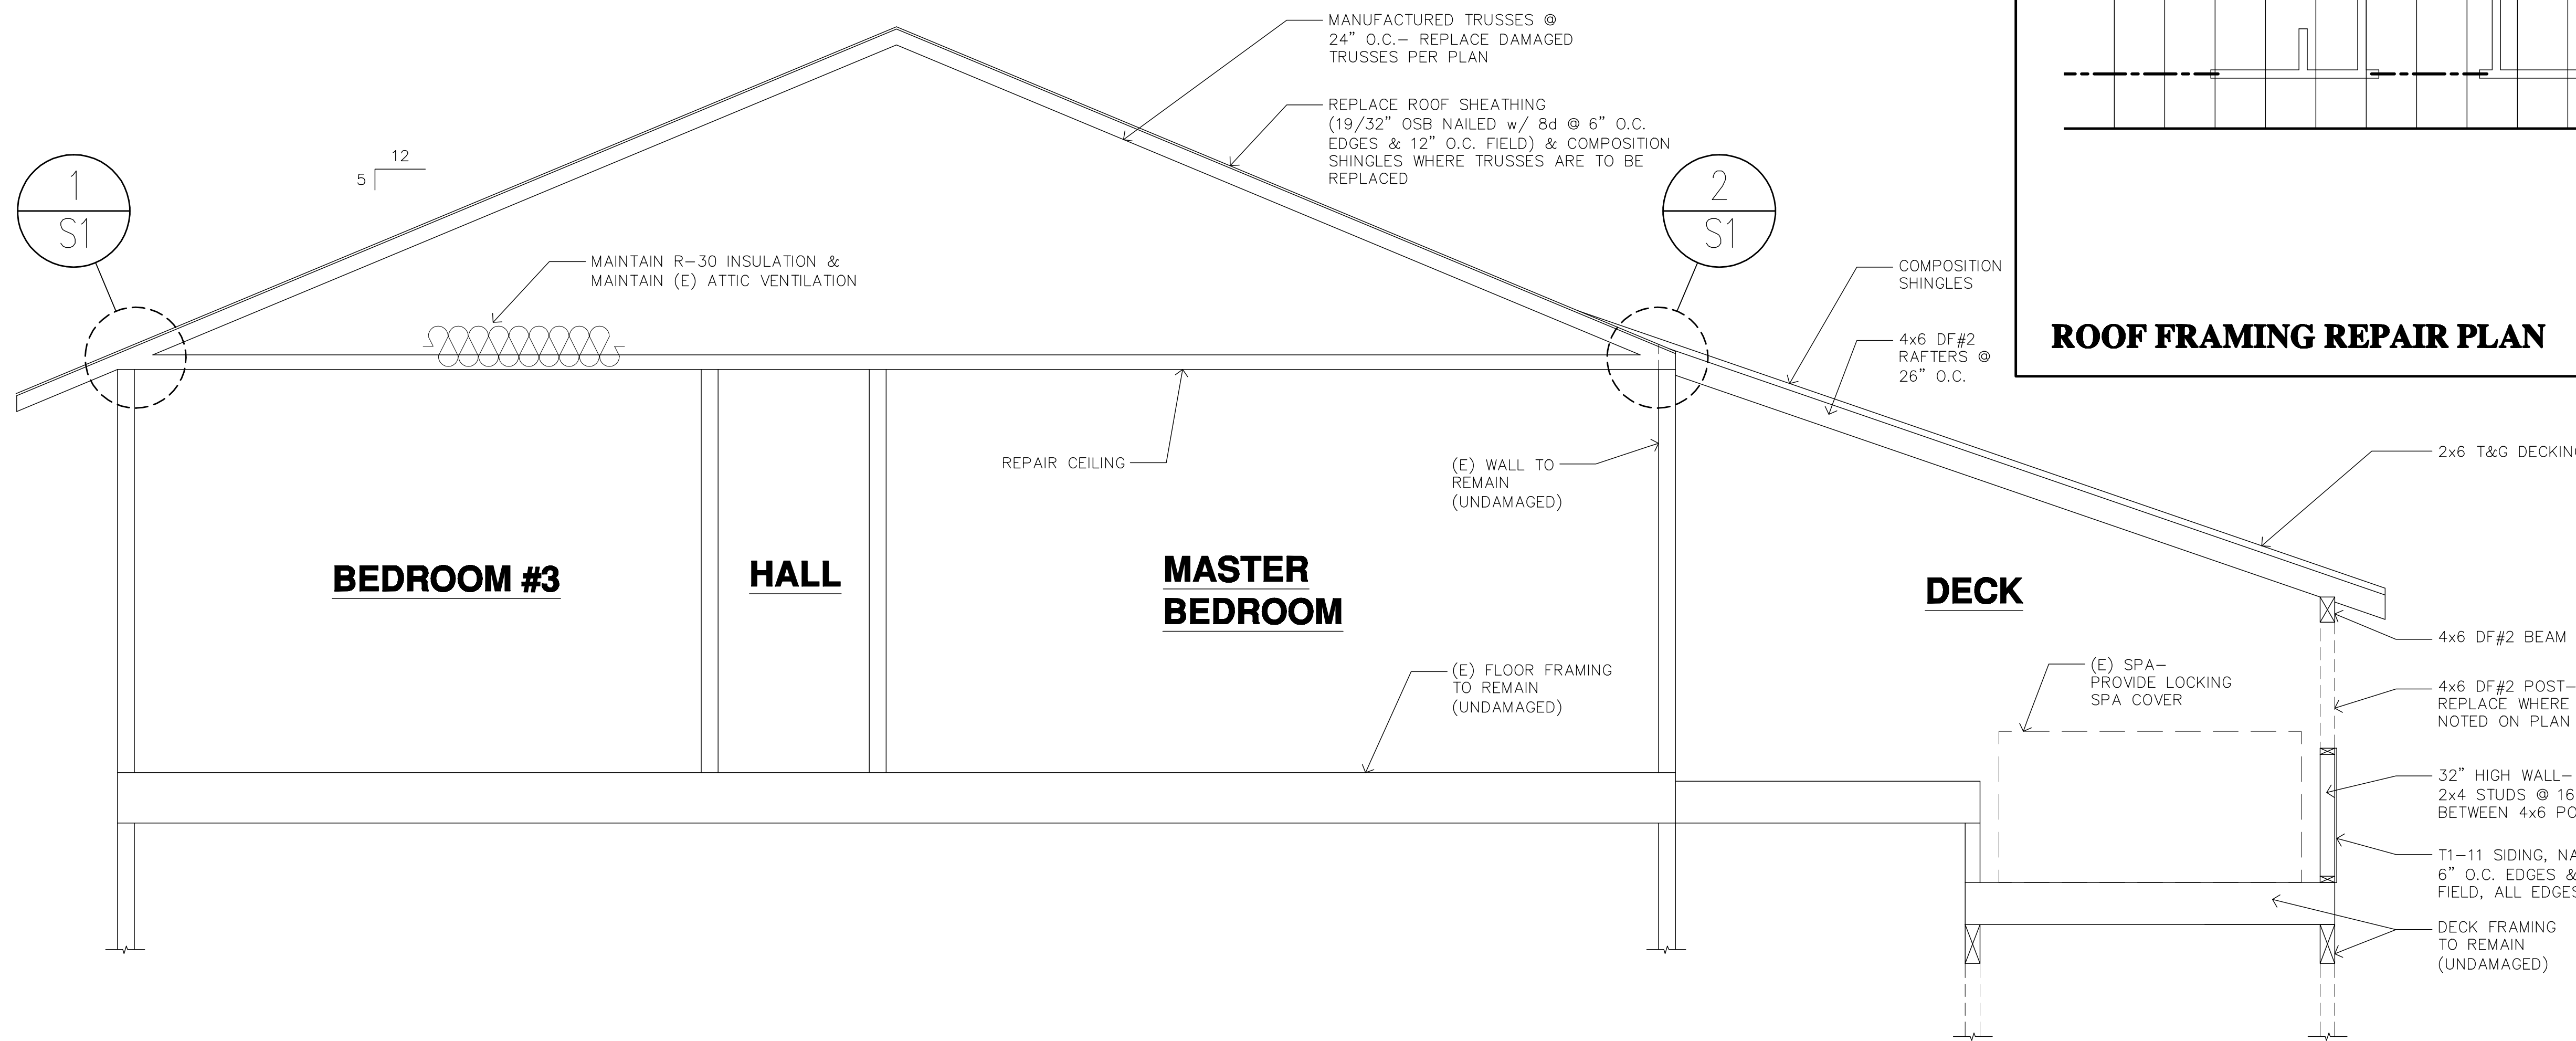 MANUFACTURED TRUSSES @
24” O.C.– REPLACE DAMAGED
TRUSSES PER PLAN
REPLACE ROOF SHEATHING
(19/32” OSB NAILED w/ 8d @ 6” O.C.
EDGES & 12” O.C. FIELD) & COMPOSITION
SHINGLES WHERE TRUSSES ARE TO BE
REPLACED
12
5
1
S1
2
S1
MAINTAIN R–30 INSULATION &
MAINTAIN (E) ATTIC VENTILATION
COMPOSITION
SHINGLES
4x6 DF#2
RAFTERS @
26” O.C.
ROOF FRAMING REPAIR PLAN
REPAIR CEILING
(E) WALL TO
REMAIN
(UNDAMAGED)
2x6 T&G DECKING
BEDROOM #3
HALL
MASTER
BEDROOM
DECK
(E) FLOOR FRAMING
TO REMAIN
(UNDAMAGED)
(E) SPA–
PROVIDE LOCKING
SPA COVER
4x6 DF#2 BEAM
4x6 DF#2 POST–
REPLACE WHERE
NOTED ON PLAN
32” HIGH WALL–
2x4 STUDS @ 16
BETWEEN 4x6 PO
T1–11 SIDING, NA
6” O.C. EDGES &
FIELD, ALL EDGES
DECK FRAMING
TO REMAIN
(UNDAMAGED)